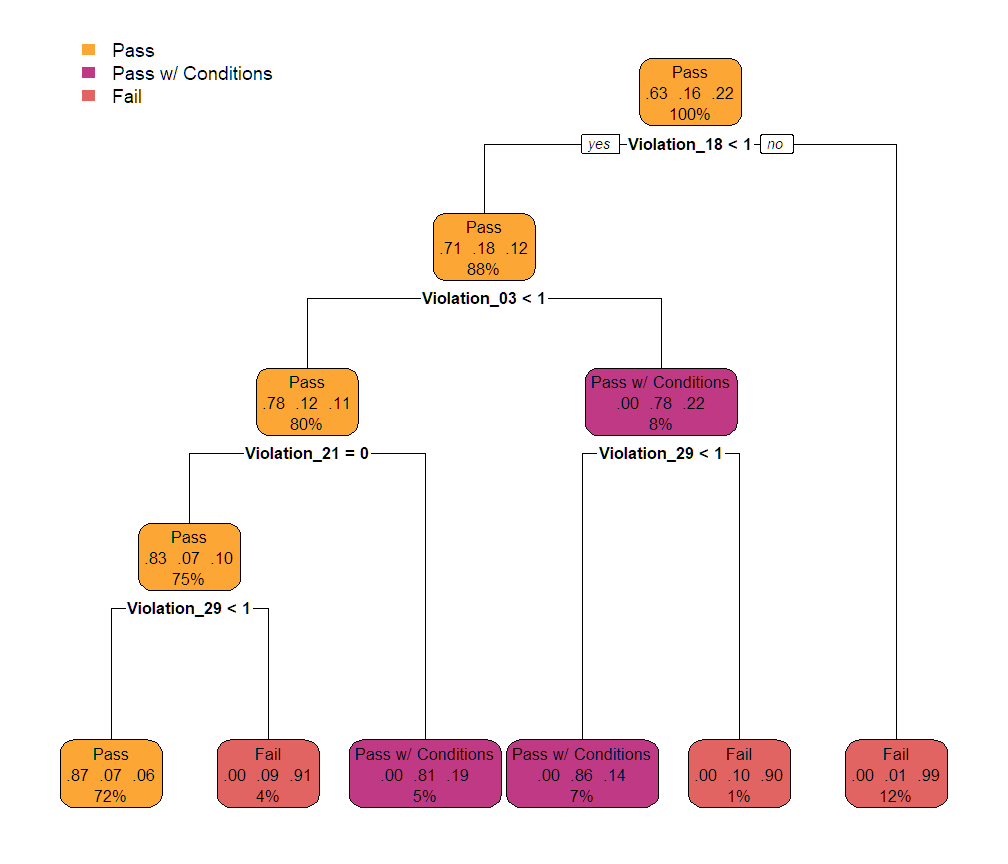 Pass
Pass w/ Conditions
Fail
Pass
.63 .16 .22
100%
yes Violation_18 < 1 no
Pass
.71 .18 .12
88%
Violation_03 < 1
Pass
.78 .12 .11
80%
Pass w/ Conditions
.00 .78 .22
8%
Violation_21 = 0
Violation_29 < 1
Pass
.83 .07 .10
75%
Violation_29 < 1
Pass
.87 .07 .06
72%
Fail
.00 .09 .91
4%
Pass w/ Conditions
.00 .81 .19
5%
Pass w/ Conditions
.00 .86 .14
7%
Fail
.00 .10 .90
1%
Fail
.00 .01 .99
12%